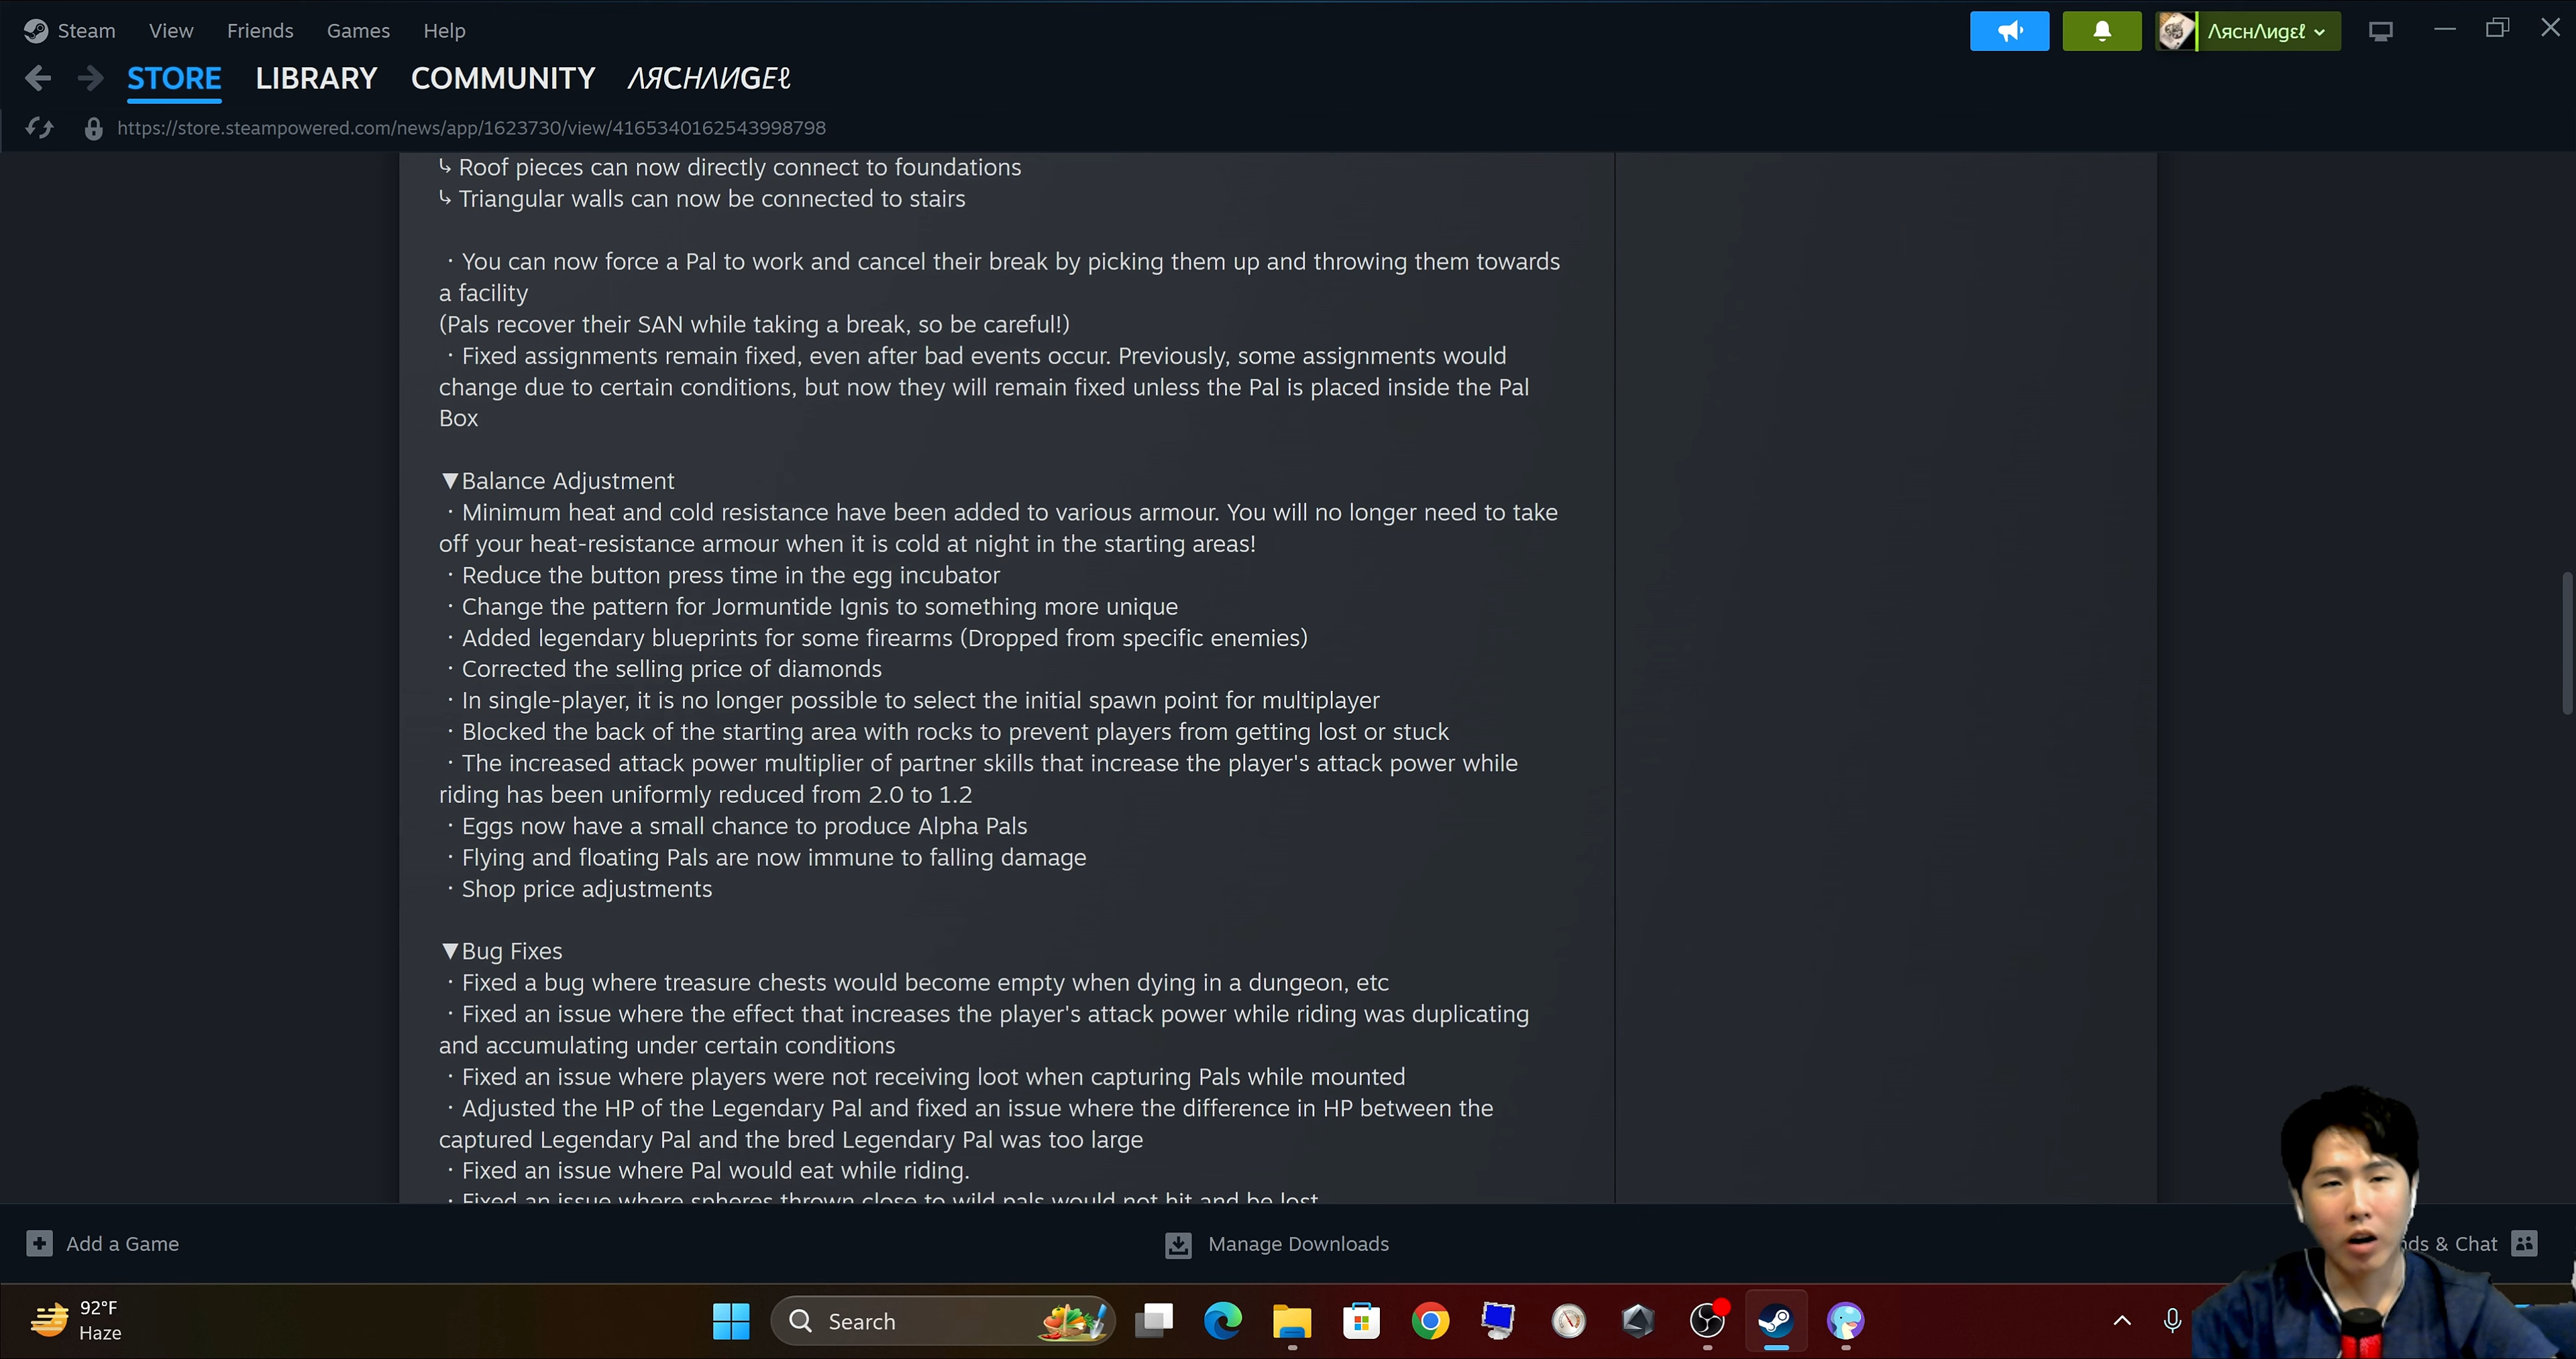 Steam View Friends Games Help
ΛЯCHΛИgεℓ
STORE LIBRARY COMMUNITY ΛЯCHΛИGEℓ
https://store.steampowered.com/news/app/1623730/view/4165340162543998798
⤷ Roof pieces can now directly connect to foundations
⤷ Triangular walls can now be connected to stairs
・You can now force a Pal to work and cancel their break by picking them up and throwing them towards
a facility
(Pals recover their SAN while taking a break, so be careful!)
・Fixed assignments remain fixed, even after bad events occur. Previously, some assignments would
change due to certain conditions, but now they will remain fixed unless the Pal is placed inside the Pal
Box
▼Balance Adjustment
・Minimum heat and cold resistance have been added to various armour. You will no longer need to take
off your heat-resistance armour when it is cold at night in the starting areas!
・Reduce the button press time in the egg incubator
・Change the pattern for Jormuntide Ignis to something more unique
・Added legendary blueprints for some firearms (Dropped from specific enemies)
・Corrected the selling price of diamonds
・In single-player, it is no longer possible to select the initial spawn point for multiplayer
・Blocked the back of the starting area with rocks to prevent players from getting lost or stuck
・The increased attack power multiplier of partner skills that increase the player's attack power while
riding has been uniformly reduced from 2.0 to 1.2
・Eggs now have a small chance to produce Alpha Pals
・Flying and floating Pals are now immune to falling damage
・Shop price adjustments
▼Bug Fixes
・Fixed a bug where treasure chests would become empty when dying in a dungeon, etc
・Fixed an issue where the effect that increases the player's attack power while riding was duplicating
and accumulating under certain conditions
・Fixed an issue where players were not receiving loot when capturing Pals while mounted
・Adjusted the HP of the Legendary Pal and fixed an issue where the difference in HP between the
captured Legendary Pal and the bred Legendary Pal was too large
・Fixed an issue where Pal would eat while riding.
・Fixed an issue where spheres thrown close to wild pals would not hit and be lost
Add a Game
Manage Downloads
ds & Chat
92°F
Haze
Search